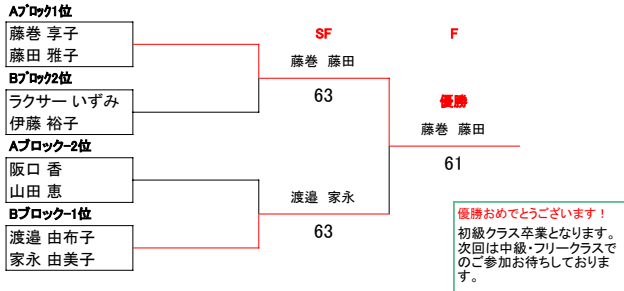 Aブロック1位
藤巻 享子
藤田 雅子
SF
F
藤巻 藤田
Bブロック2位
ラクサー いずみ
伊藤 裕子
63
優勝
藤巻 藤田
Aブロック-2位
阪口 香
山田 恵
61
渡邉 家永
Bブロック-1位
渡邉 由布子
家永 由美子
63
優勝おめでとうございます！
初級クラス卒業となります。
次回は中級・フリークラスで
のご参加お待ちしておりま
す。